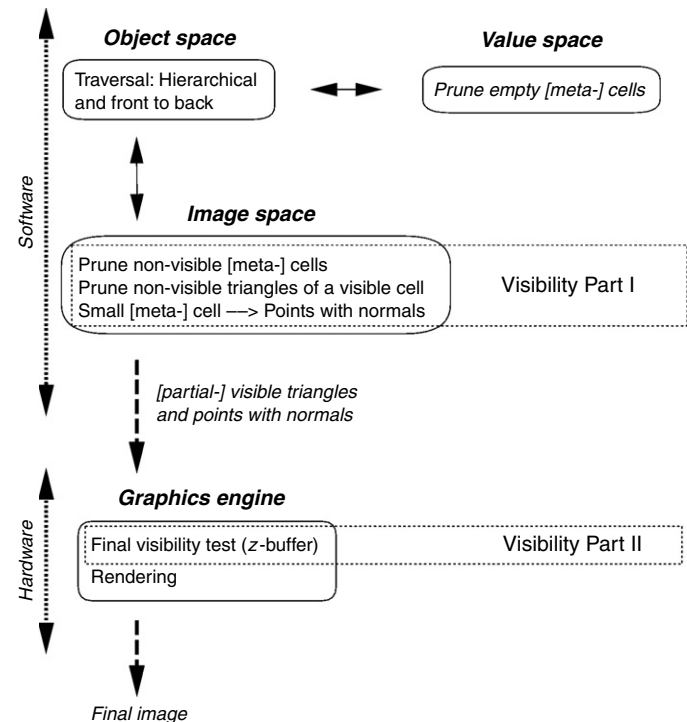 Object space
Value space
Traversal: Hierarchical
and front to back
Prune empty [meta-] cells
Software
Image space
Prune non-visible [meta-] cells
Prune non-visible triangles of a visible cell
Small [meta-] cell —> Points with normals
Visibility Part I
[partial-] visible triangles
and points with normals
Hardware
Graphics engine
Final visibility test (z-buffer)
Rendering
Visibility Part II
Final image